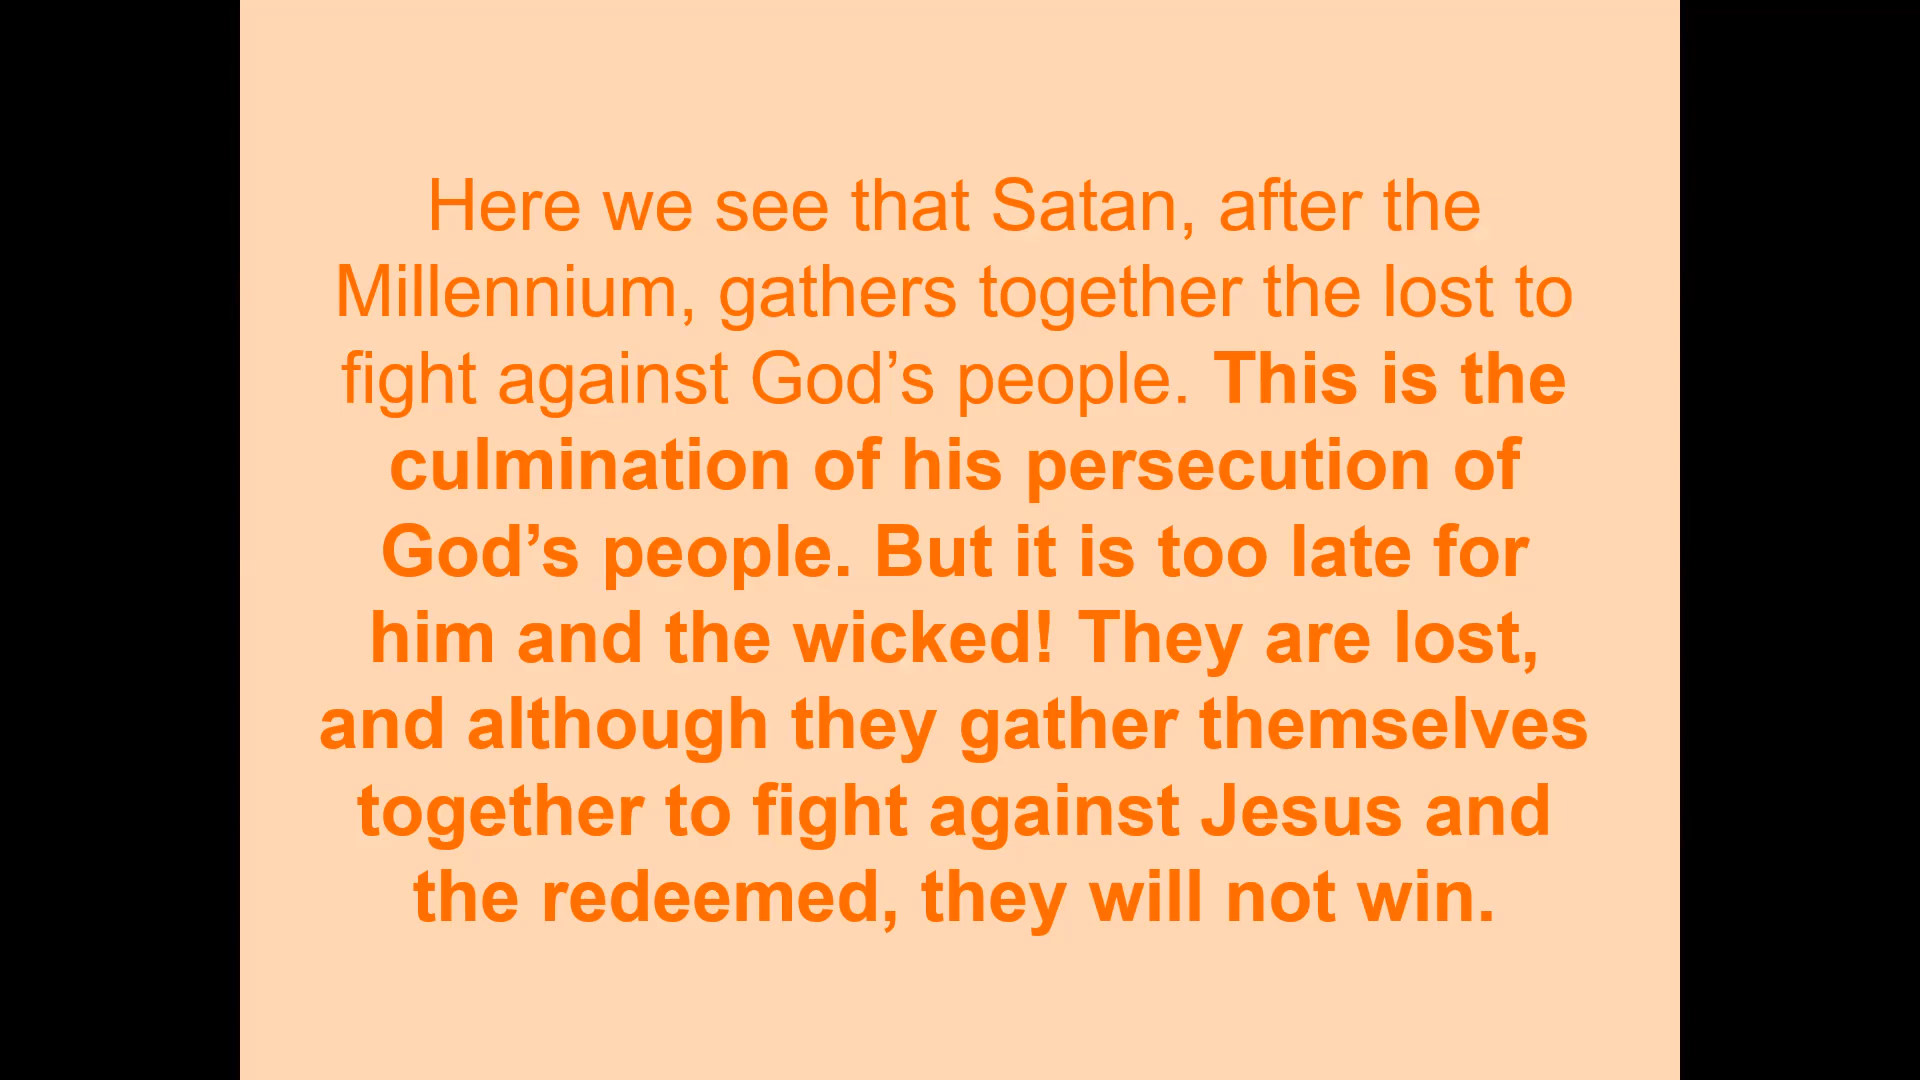 Here we see that Satan, after the
Millennium, gathers together the lost to
fight against God’s people. This is the
culmination of his persecution of
God’s people. But it is too late for
him and the wicked! They are lost,
and although they gather themselves
together to fight against Jesus and
the redeemed, they will not win.